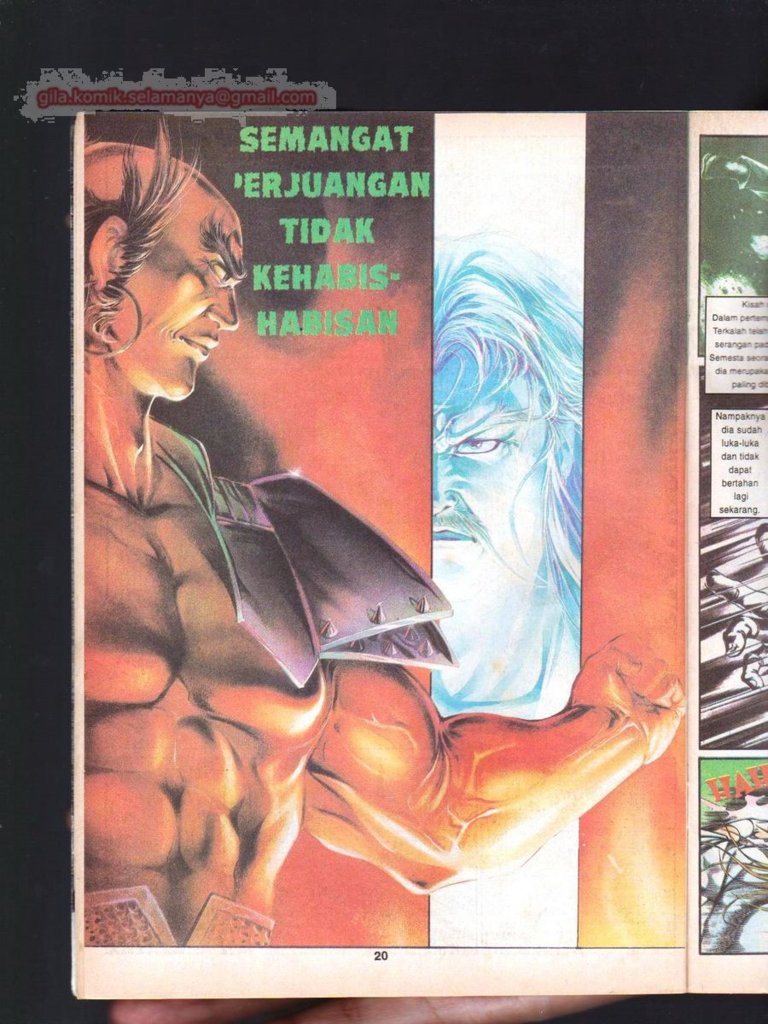 gila.komik.selamanya@gmail.com
SEMANGAT
'ERJUANGAN
TIDAK
KEHABIS-
HABISAN
Kisah
Dalam
Terkalah
serangan
Semesta
dia
paling
Nampaknya
dia sudah
luka-luka
dan tidak
dapat
bertahan
lagi
sekarang.
20